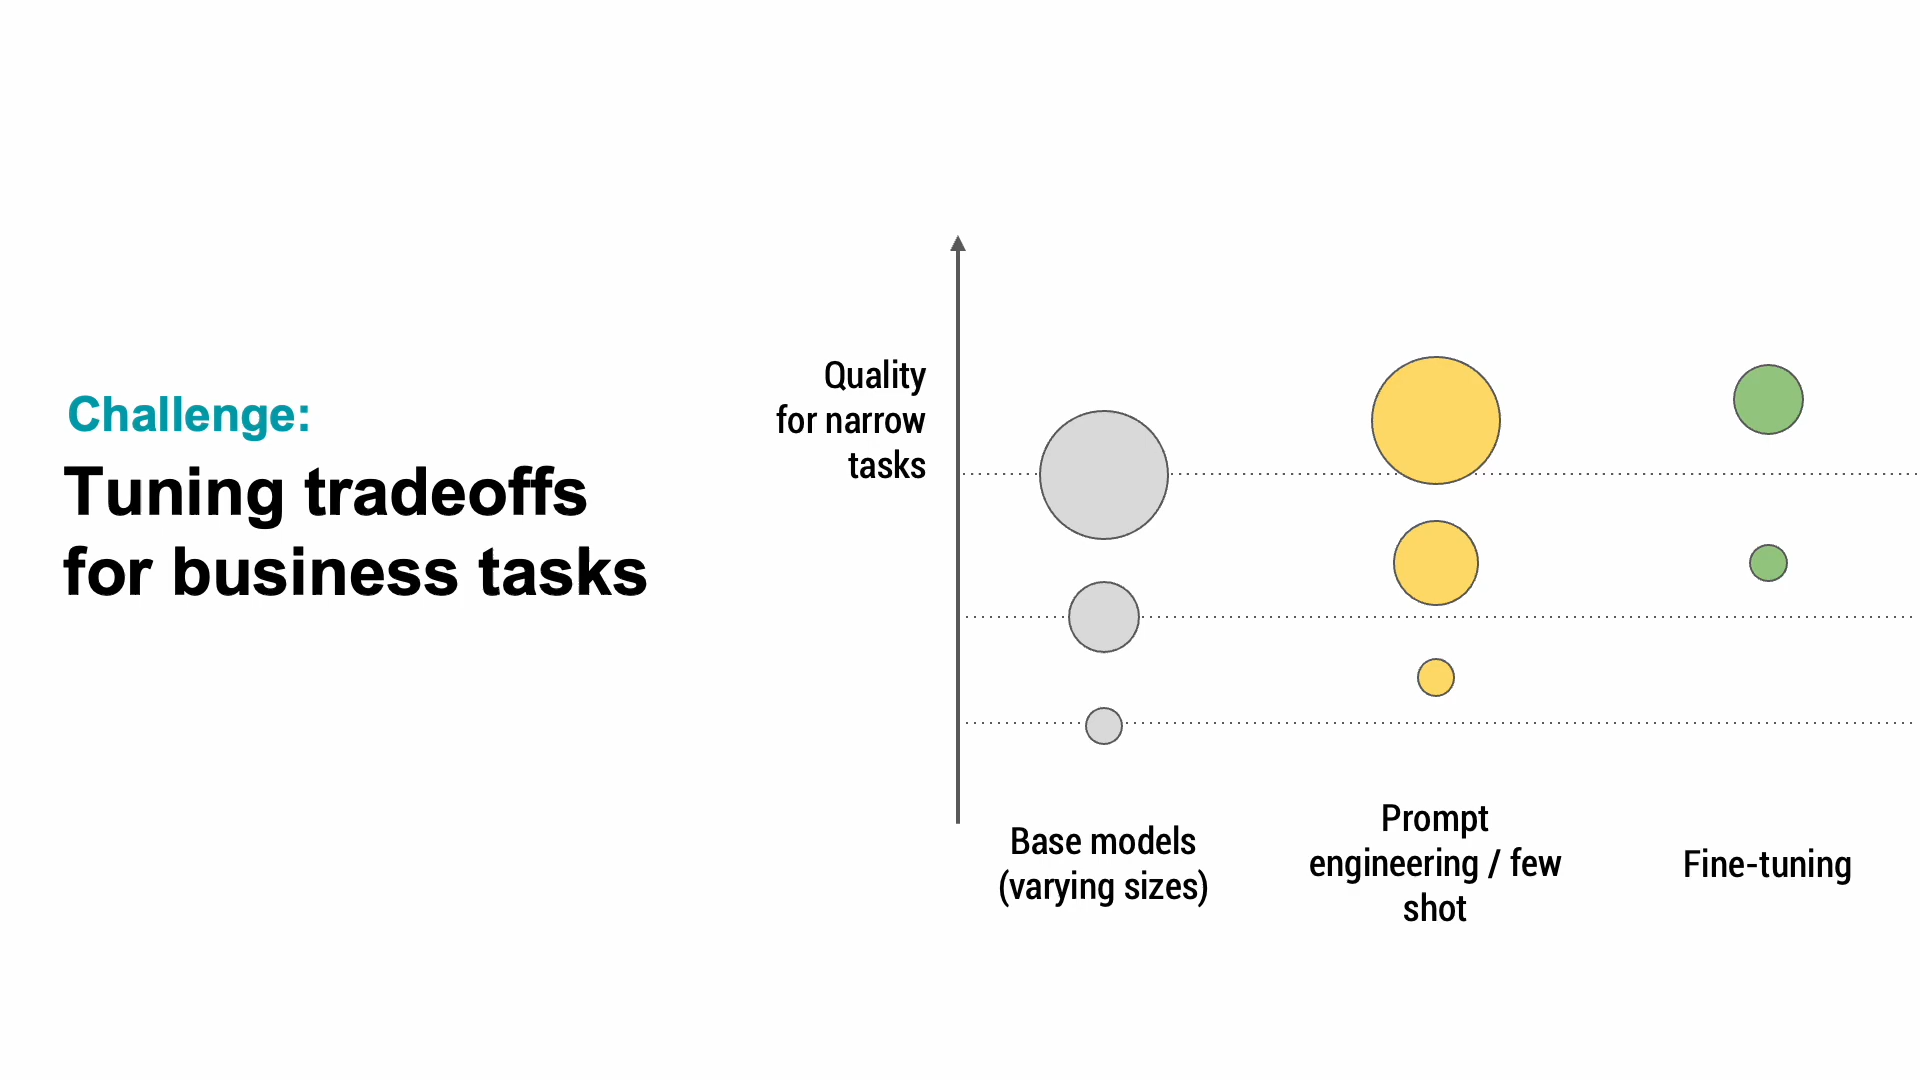 Challenge:
Tuning tradeoffs
for business tasks
Quality
for narrow
tasks
Base models
(varying sizes)
Prompt
engineering / few
shot
Fine-tuning